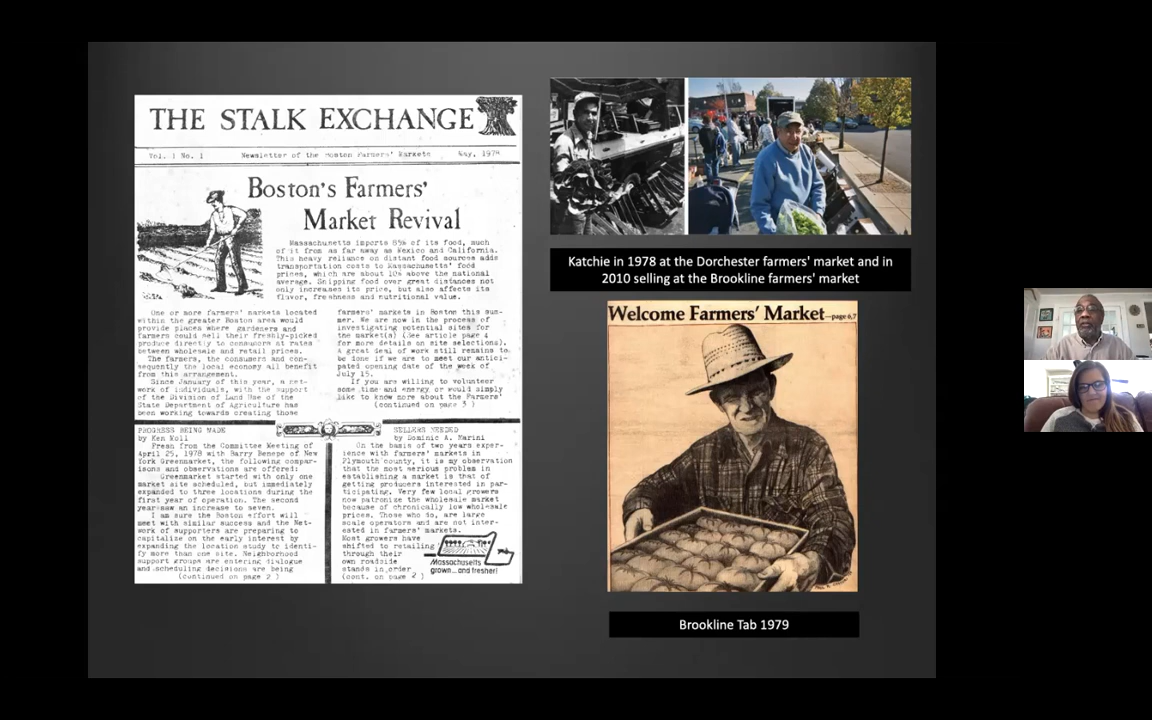 THE STALK EXCHANGE
Vol. 1 No. 1 Newsletter of the Boston Farmers' Markets May, 1978
Boston's Farmers'
Market Revival
Massachusetts imports 85% of its food, much
of it from as far away as Mexico and California.
This heavy reliance on distant food sources adds
transportation costs to Massachusetts' food
prices, which are about 10% above the national
average. Shipping food over great distances not
only increases its price, but also affects its
flavor, freshness and nutritional value.
One or more farmers' markets located
within the greater Boston area would
provide places where gardeners and
farmers could sell their freshly-picked
produce directly to consumers at rates
between wholesale and retail prices.
The farmers, the consumers and con-
sequently the local economy all benefit
from this arrangement.
Since January of this year, a net-
work of individuals, with the support
of the Division of Land Use of the
State Department of Agriculture has
been working towards creating those
farmers' markets in Boston this sum-
mer. We are now in the process of
investigating potential sites for
the market(s) (See article page 4
for more details on site selections).
A great deal of work still remains to
be done if we are to meet our antici-
pated opening date of the week of
July 15.
If you are willing to volunteer
some time and energy or would simply
like to know more about the Farmers'
(continued on page 3 )
PROGRESS BEING MADE
by Ken Moll
Fresh from the Committee Meeting of
April 25, 1978 with Barry Benepe of New
York Greenmarket, the following compar-
isons and observations are offered:
Greenmarket started with only one
market site scheduled, but immediately
expanded to three locations during the
first year of operation. The second
year saw an increase to seven.
I am sure the Boston effort will
meet with similar success and the Net-
work of supporters are preparing to
capitalize on the early interest by
expanding the location study to identi-
fy more than one site. Neighborhood
support groups are entering dialogue
and scheduling decisions are being
(continued on page 2 )
SELLERS NEEDED
by Dominic A. Marini
On the basis of two years exper-
ience with farmers' markets in
Plymouth county, it is my observation
that the most serious problem in
establishing a market is that of
getting producers interested in par-
ticipating. Very few local growers
now patronize the wholesale market
because of chronically low wholesale
prices. Those who do, are large
scale operators and are not inter-
ested in farmers' markets.
Most growers have
shifted to retailing
through their
own roadside
stands in order
(cont. on page 2 )
Massachusetts
grown...and fresher!
Katchie in 1978 at the Dorchester farmers' market and in
2010 selling at the Brookline farmers' market
Welcome Farmers' Market—page 6,7
Brookline Tab 1979